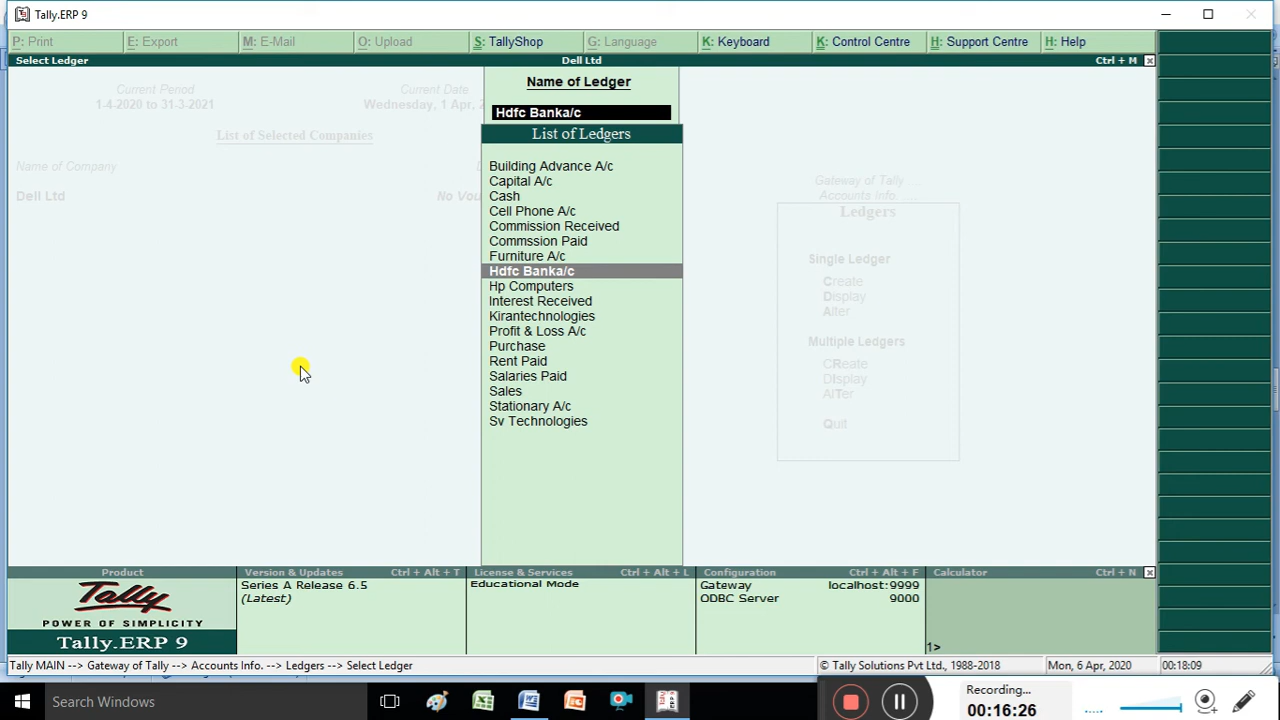 Tally.ERP 9
P: Print
E: Export
M: E-Mail
O: Upload
S: TallyShop
G: Language
K: Keyboard
K: Control Centre
H: Support Centre
H: Help
Select Ledger
Dell Ltd
Ctrl + M
Current Period
1-4-2020 to 31-3-2021
Current Date
Wednesday, 1 Apr, 2
List of Selected Companies
Name of Company
Dell Ltd
No Vou
Name of Ledger
Hdfc Banka/c
List of Ledgers
Building Advance A/c
Capital A/c
Cash
Cell Phone A/c
Commission Received
Commssion Paid
Furniture A/c
Hdfc Banka/c
Hp Computers
Interest Received
Kirantechnologies
Profit & Loss A/c
Purchase
Rent Paid
Salaries Paid
Sales
Stationary A/c
Sv Technologies
Gateway of Tally ...
Accounts info. .....
Ledgers
Single Ledger
Create
Display
Alter
Multiple Ledgers
CReate
DIsplay
AlTer
Quit
Product
Tally
POWER OF SIMPLICITY
Tally.ERP 9
Version & Updates
Ctrl + Alt + T
Series A Release 6.5
(Latest)
License & Services
Ctrl + Alt + L
Educational Mode
Configuration
Ctrl + Alt + F
Gateway
localhost:9999
ODBC Server
9000
Calculator
Ctrl + N
1>
Tally MAIN --> Gateway of Tally --> Accounts Info. --> Ledgers --> Select Ledger
© Tally Solutions Pvt Ltd., 1988-2018
Mon, 6 Apr, 2020
00:18:09
Search Windows
Recording...
00:16:26